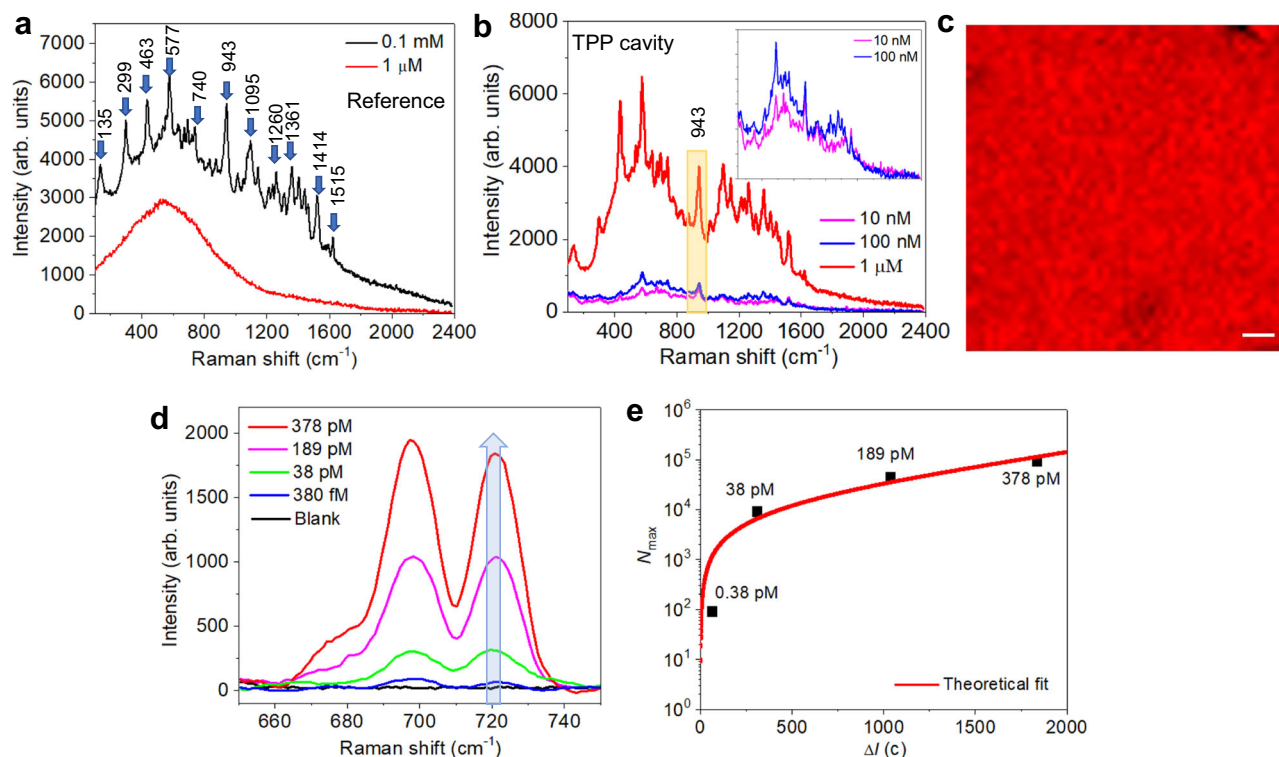 a
7000
6000
5000
4000
3000
2000
1000
0
Intensity (arb. units)
135
299
463
577
740
943
1095
1260
1361
1414
1515
0.1 mM
1 μM
Reference
400
800
1200
1600
2000
2400
Raman shift (cm⁻¹)
b
TPP cavity
8000
6000
4000
2000
0
Intensity (arb. units)
943
10 nM
100 nM
10 nM
100 nM
1 μM
400
800
1200
1600
2000
2400
Raman shift (cm⁻¹)
c
d
2000
1500
1000
500
0
Intensity (arb. units)
378 pM
189 pM
38 pM
380 fM
Blank
660
680
700
720
740
Raman shift (cm⁻¹)
e
10⁶
10⁵
10⁴
10³
10²
10¹
10⁰
Nmax
0.38 pM
38 pM
189 pM
378 pM
Theoretical fit
0
500
1000
1500
2000
ΔI (c)